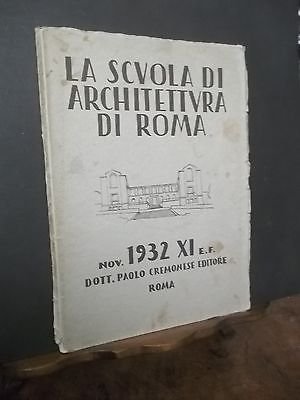 LA SCVOLA DI
ARCHITETTVRA
DI ROMA
NOV. 1932 XI E.F.
DOTT. PAOLO CREMONESE EDITORE
ROMA